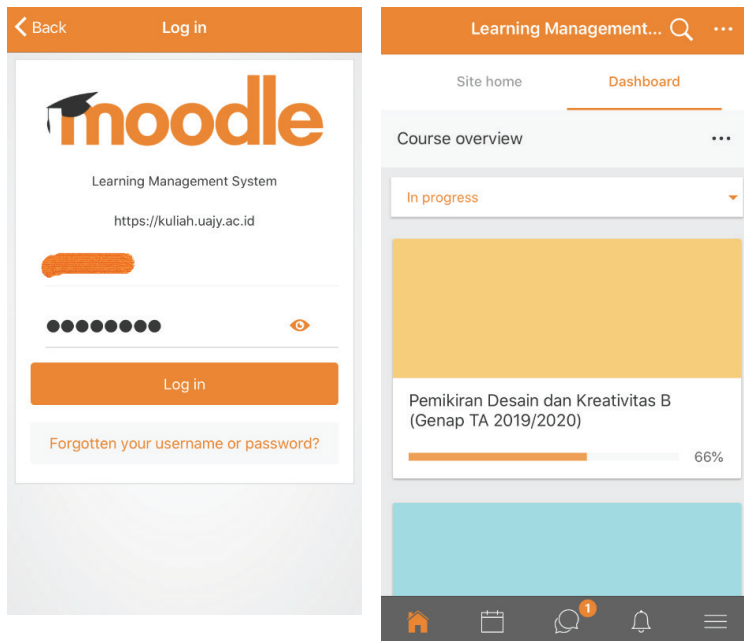 Back
Log in
moodle
Learning Management System
https://kuliah.uajy.ac.id
Log in
Forgotten your username or password?
Learning Management...
Site home
Dashboard
Course overview
In progress
Pemikiran Desain dan Kreativitas B
(Genap TA 2019/2020)
66%
1